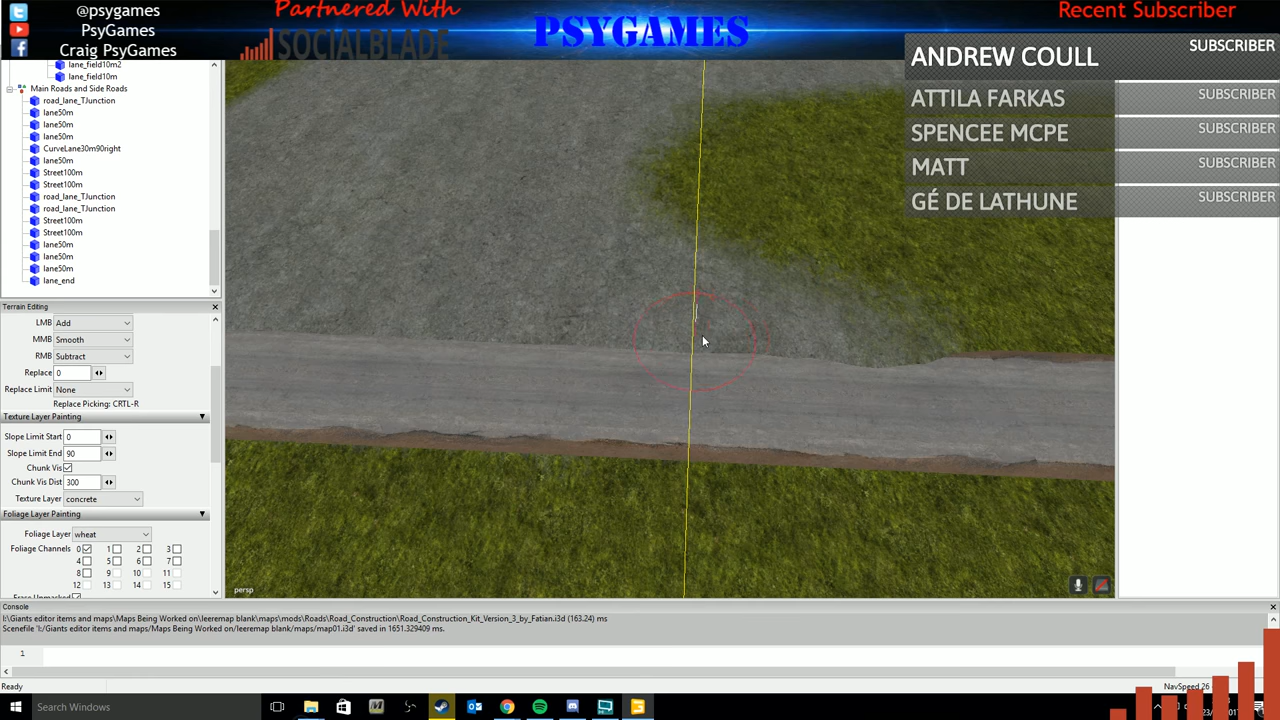 @psygames
PsyGames
Craig PsyGames
Partnered With
SOCIALBLADE
PSYGAMES
Recent Subscriber
ANDREW COULL SUBSCRIBER
ATTILA FARKAS SUBSCRIBER
SPENCEE MCPE SUBSCRIBER
MATT SUBSCRIBER
GÉ DE LATHUNE SUBSCRIBER
lane_field10m2
lane_field10m
Main Roads and Side Roads
road_lane_TJunction
lane50m
lane50m
lane50m
CurveLane30m90right
lane50m
Street100m
Street100m
road_lane_TJunction
road_lane_TJunction
Street100m
Street100m
lane50m
lane50m
lane50m
lane_end
Terrain Editing
LMB Add
MMB Smooth
RMB Subtract
Replace 0
Replace Limit None
Replace Picking: CRTL-R
Texture Layer Painting
Slope Limit Start 0
Slope Limit End 90
Chunk Vis
Chunk Vis Dist 300
Texture Layer concrete
Foliage Layer Painting
Foliage Layer wheat
Foliage Channels 0 1 2 3
4 5 6 7
8 9 10 11
12 13 14 15
Erase Unmasked
persp
Console
I:\Giants editor items and maps\Maps Being Worked on\leeremap blank\maps\mods\Roads\Road_Construction\Road_Construction_Kit_Version_3_by_Fatian.i3d (163.24) ms
Scenefile 'I:/Giants editor items and maps/Maps Being Worked on/leeremap blank/maps/map01.i3d' saved in 1651.329409 ms.
1
Ready
NavSpeed 26
Search Windows